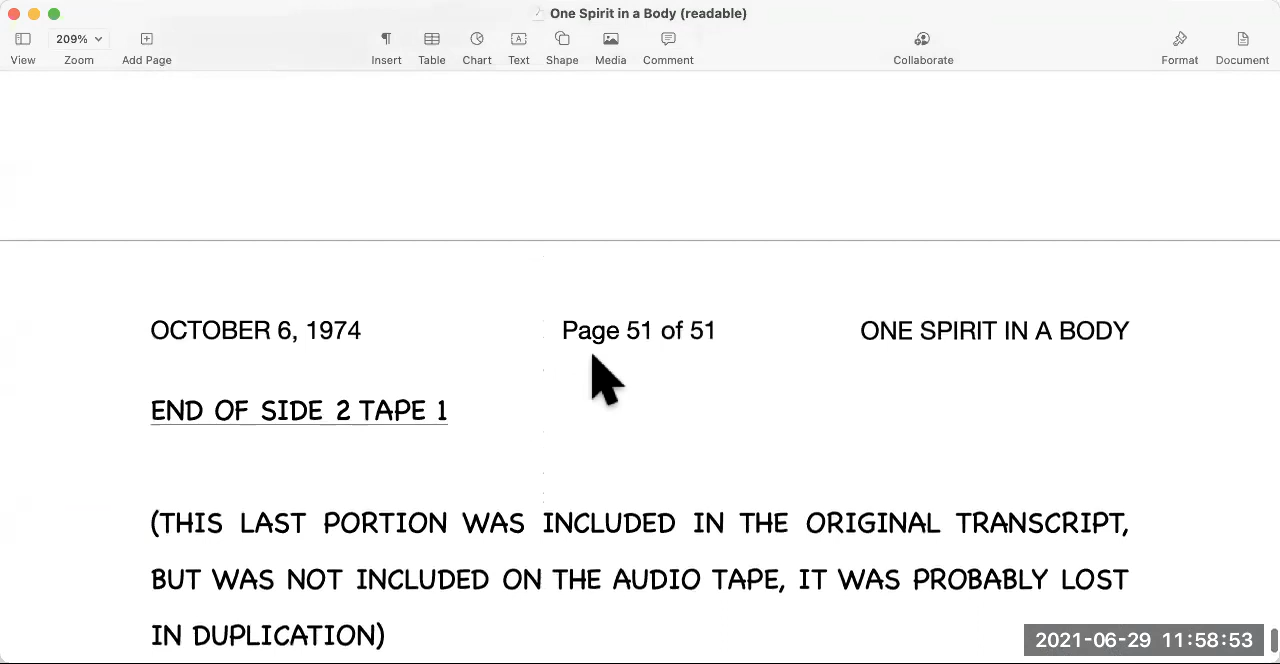 One Spirit in a Body (readable)
209%
View Zoom Add Page Insert Table Chart Text Shape Media Comment Collaborate Format Document
OCTOBER 6, 1974 Page 51 of 51 ONE SPIRIT IN A BODY
END OF SIDE 2 TAPE 1
(THIS LAST PORTION WAS INCLUDED IN THE ORIGINAL TRANSCRIPT,
BUT WAS NOT INCLUDED ON THE AUDIO TAPE, IT WAS PROBABLY LOST
IN DUPLICATION)
2021-06-29 11:58:53